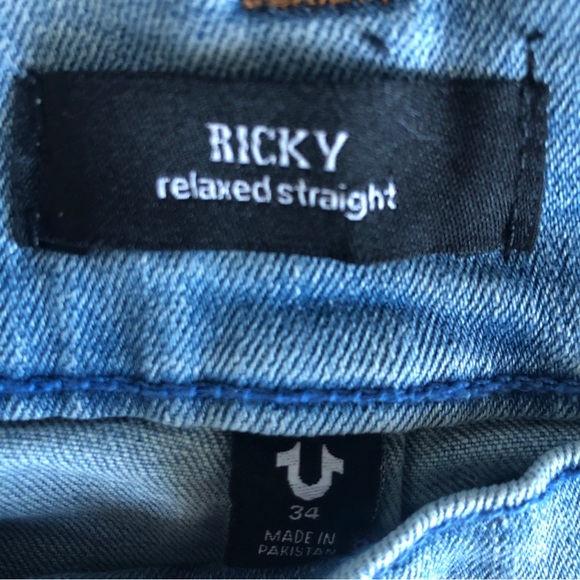 RICKY
relaxed straight
34
MADE IN
PAKISTAN